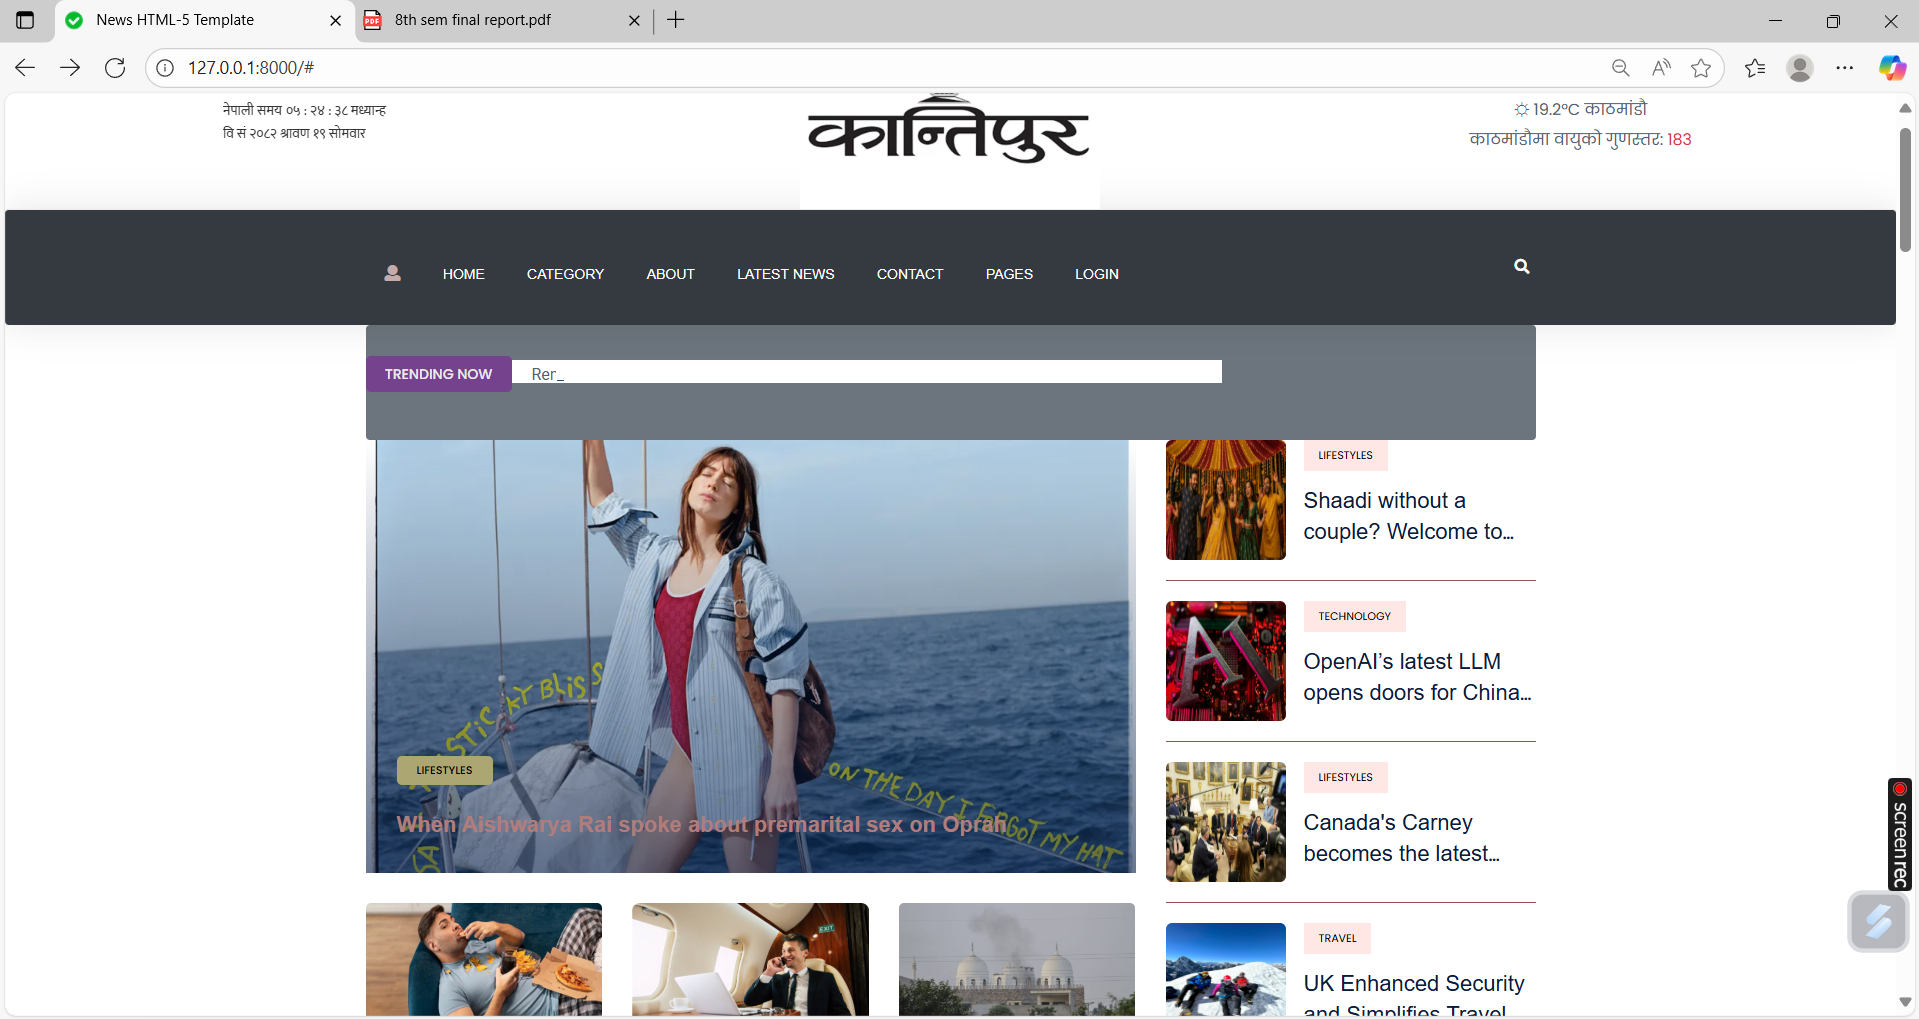 News HTML-5 Template
8th sem final report.pdf
127.0.0.1:8000/#
नेपाली समय ०५ : २४ : ३८ मध्यान्ह
वि सं २०८२ श्रावण १९ सोमवार
कान्तिपुर
19.2°C काठमांडौ
काठमांडौमा वायुको गुणस्तर: 183
HOME CATEGORY ABOUT LATEST NEWS CONTACT PAGES LOGIN
TRENDING NOW
Rer_
ON THE DAY I FORGOT MY HAT
LIFESTYLES
When Aishwarya Rai spoke about premarital sex on Oprah
LIFESTYLES
Shaadi without a
couple? Welcome to...
TECHNOLOGY
AI
OpenAI’s latest LLM
opens doors for China...
LIFESTYLES
Canada's Carney
becomes the latest...
TRAVEL
UK Enhanced Security
and Simplifies Travel
EXIT
screenrec